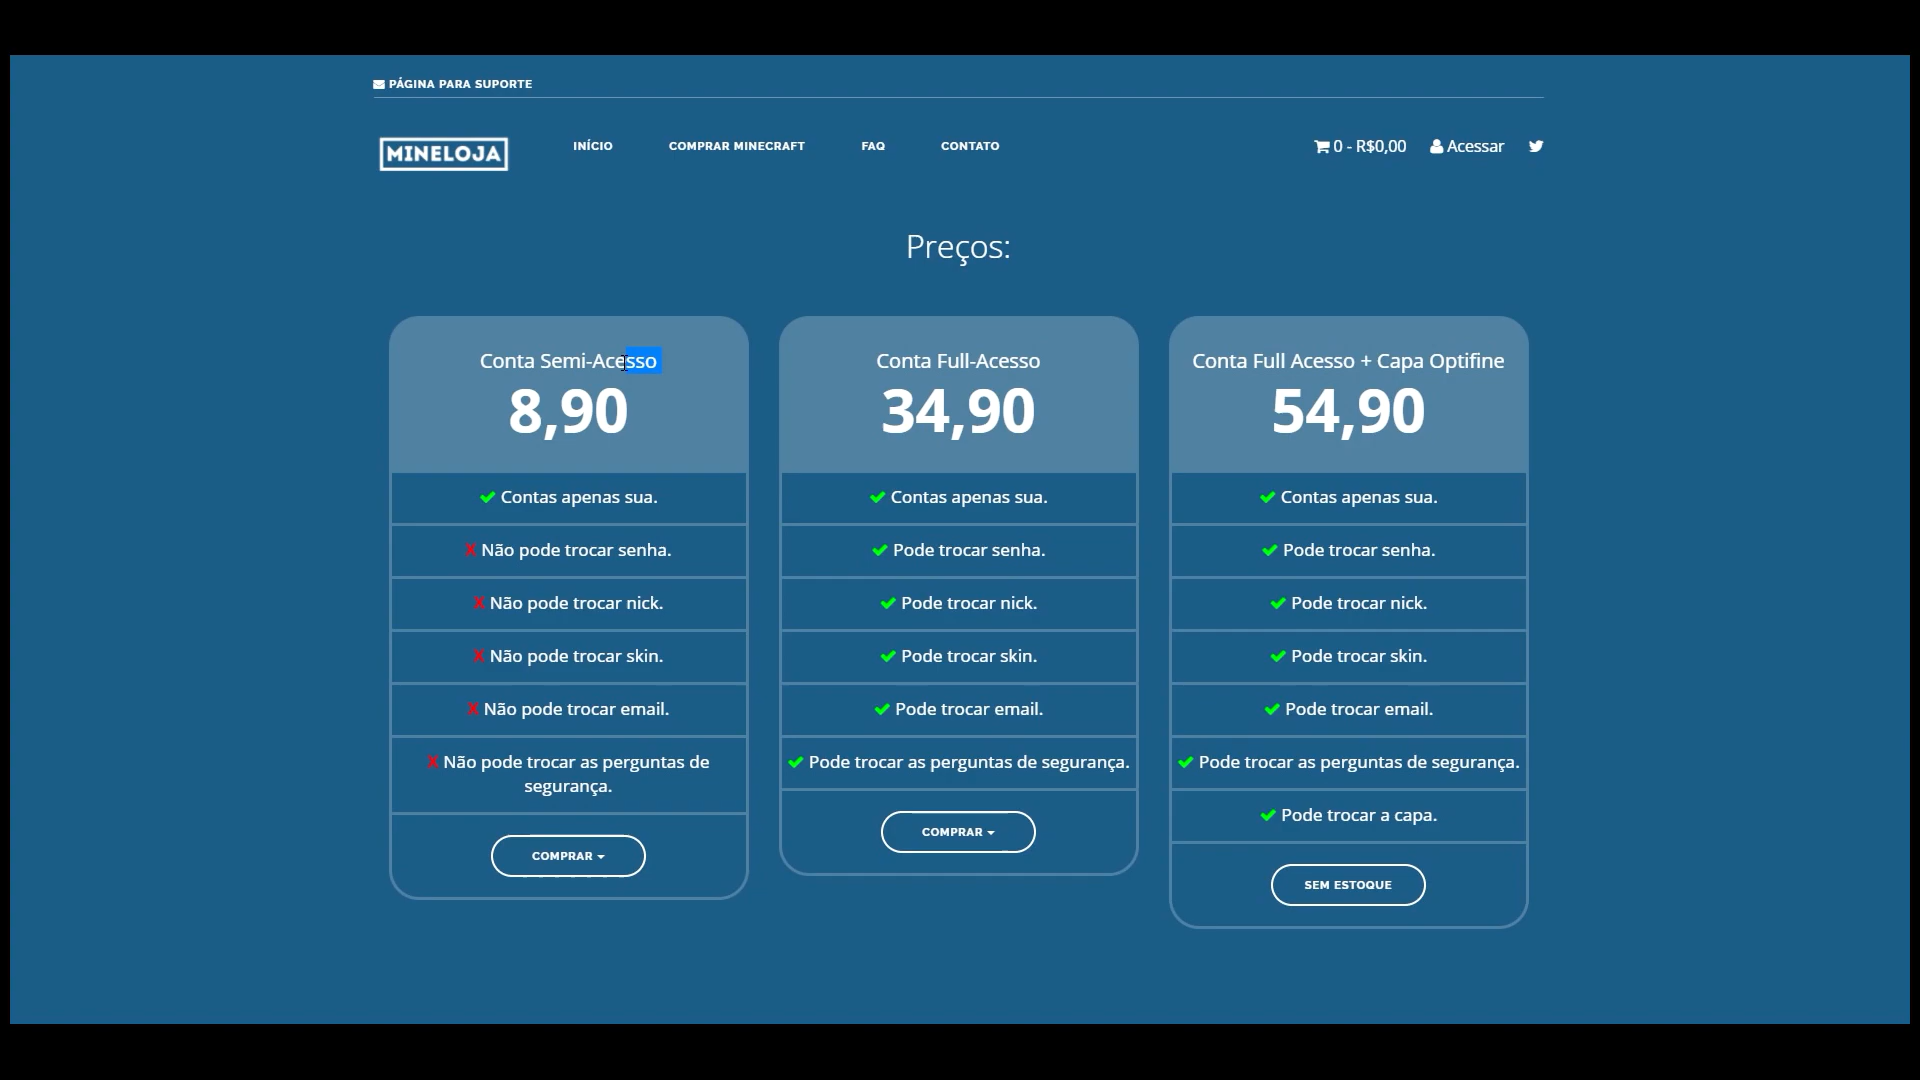 PÁGINA PARA SUPORTE
MINELOJA
INÍCIO
COMPRAR MINECRAFT
FAQ
CONTATO
0 - R$0,00
Acessar
Preços:
Conta Semi-Acesso
8,90
Contas apenas sua.
X Não pode trocar senha.
X Não pode trocar nick.
X Não pode trocar skin.
X Não pode trocar email.
X Não pode trocar as perguntas de
segurança.
COMPRAR
Conta Full-Acesso
34,90
Contas apenas sua.
Pode trocar senha.
Pode trocar nick.
Pode trocar skin.
Pode trocar email.
Pode trocar as perguntas de segurança.
COMPRAR
Conta Full Acesso + Capa Optifine
54,90
Contas apenas sua.
Pode trocar senha.
Pode trocar nick.
Pode trocar skin.
Pode trocar email.
Pode trocar as perguntas de segurança.
Pode trocar a capa.
SEM ESTOQUE